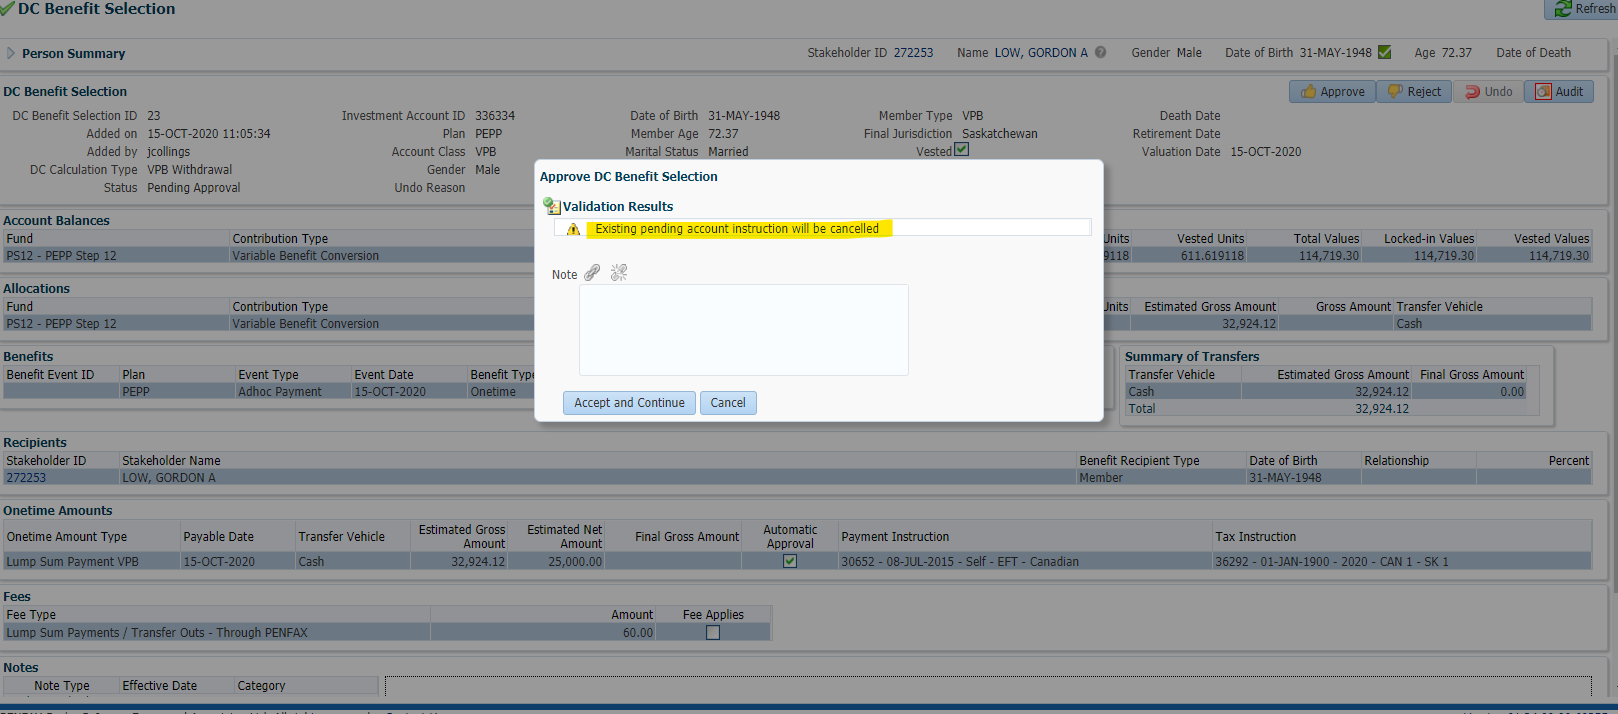 DC Benefit Selection
Refresh
Person Summary Stakeholder ID 272253 Name LOW, GORDON A Gender Male Date of Birth 31-MAY-1948 Age 72.37 Date of Death
DC Benefit Selection Approve Reject Undo Audit
DC Benefit Selection ID 23 Investment Account ID 336334 Date of Birth 31-MAY-1948 Member Type VPB Death Date
Added on 15-OCT-2020 11:05:34 Plan PEPP Member Age 72.37 Final Jurisdiction Saskatchewan Retirement Date
Added by jcollings Account Class VPB Marital Status Married Vested Valuation Date 15-OCT-2020
DC Calculation Type VPB Withdrawal Gender Male
Status Pending Approval Undo Reason
Approve DC Benefit Selection
Validation Results
Existing pending account instruction will be cancelled
Note
Accept and Continue Cancel
Account Balances
Fund Contribution Type Units Vested Units Total Values Locked-in Values Vested Values
PS12 - PEPP Step 12 Variable Benefit Conversion 9118 611.619118 114,719.30 114,719.30 114,719.30
Allocations
Fund Contribution Type Units Estimated Gross Amount Gross Amount Transfer Vehicle
PS12 - PEPP Step 12 Variable Benefit Conversion 32,924.12 Cash
Benefits
Benefit Event ID Plan Event Type Event Date Benefit Type
PEPP Adhoc Payment 15-OCT-2020 Onetime
Summary of Transfers
Transfer Vehicle Estimated Gross Amount Final Gross Amount
Cash 32,924.12 0.00
Total 32,924.12
Recipients
Stakeholder ID Stakeholder Name Benefit Recipient Type Date of Birth Relationship Percent
272253 LOW, GORDON A Member 31-MAY-1948
Onetime Amounts
Onetime Amount Type Payable Date Transfer Vehicle Estimated Gross Amount Estimated Net Amount Final Gross Amount Automatic Approval Payment Instruction Tax Instruction
Lump Sum Payment VPB 15-OCT-2020 Cash 32,924.12 25,000.00 30652 - 08-JUL-2015 - Self - EFT - Canadian 36292 - 01-JAN-1900 - 2020 - CAN 1 - SK 1
Fees
Fee Type Amount Fee Applies
Lump Sum Payments / Transfer Outs - Through PENFAX 60.00
Notes
Note Type Effective Date Category